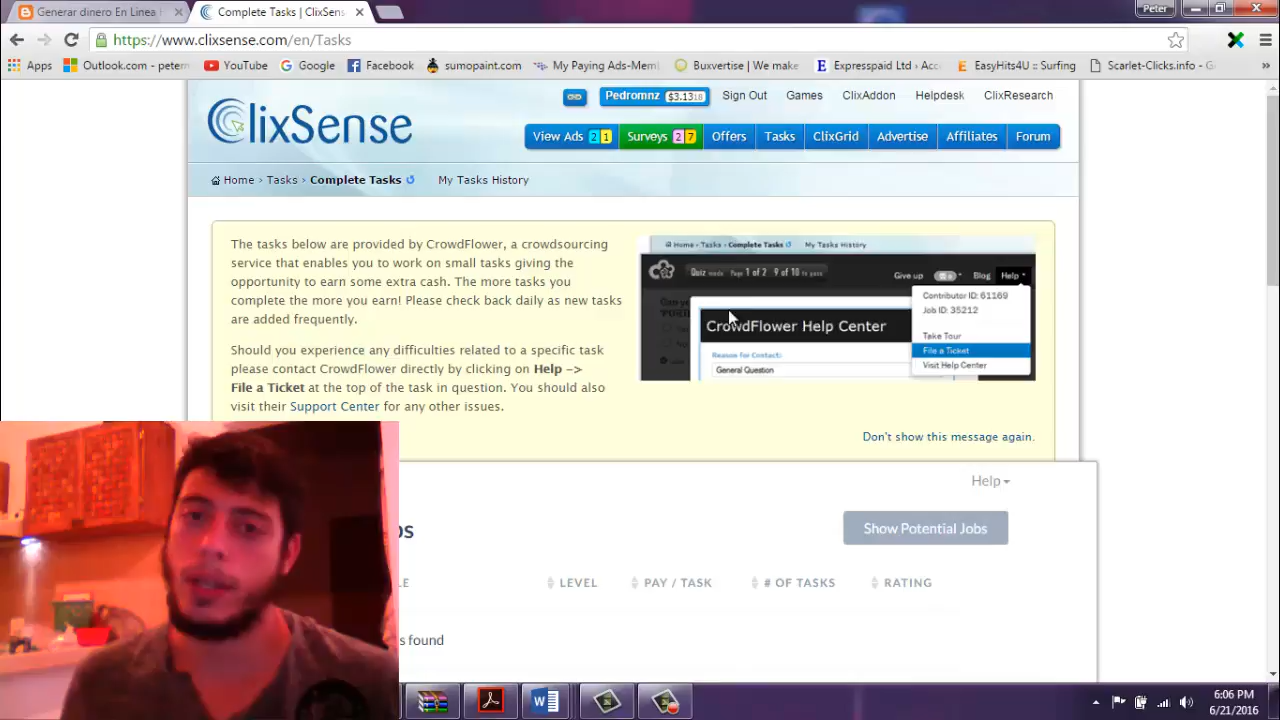 Generar dinero En Linea
Complete Tasks | ClixSens
Peter
https://www.clixsense.com/en/Tasks
Apps
Outlook.com - peterm
YouTube
Google
Facebook
sumopaint.com
My Paying Ads-Meml
Buxvertise | We make
Expresspaid Ltd › Acc
EasyHits4U :: Surfing
Scarlet-Clicks.info - G
»
Pedromnz $3.13
Sign Out
Games
ClixAddon
Helpdesk
ClixResearch
ClixSense
View Ads 2 1
Surveys 2 7
Offers
Tasks
ClixGrid
Advertise
Affiliates
Forum
Home › Tasks › Complete Tasks
My Tasks History
The tasks below are provided by CrowdFlower, a crowdsourcing
service that enables you to work on small tasks giving the
opportunity to earn some extra cash. The more tasks you
complete the more you earn! Please check back daily as new tasks
are added frequently.
Should you experience any difficulties related to a specific task
please contact CrowdFlower directly by clicking on Help –>
File a Ticket at the top of the task in question. You should also
visit their Support Center for any other issues.
Home › Tasks › Complete Tasks
My Tasks History
Quiz mode Page 1 of 2 9 of 10 to pass
Give up
Blog
Help
Contributor ID: 61169
Job ID: 35212
Take Tour
File a Ticket
Visit Help Center
CrowdFlower Help Center
Reason for Contact:
General Question
Don't show this message again.
Help
Show Potential Jobs
LEVEL
PAY / TASK
# OF TASKS
RATING
s found
6:06 PM
6/21/2016